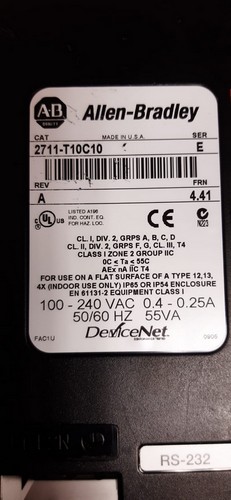 AB Allen-Bradley
CAT MADE IN U.S.A. SER
2711-T10C10 E
REV FRN
A 4.41
UL LISTED A196
IND. CONT. EQ.
FOR HAZ. LOC.
CE N223
CL. I, DIV. 2, GRPS A, B, C, D
CL. II, DIV. 2, GRPS F, G, CL. III, T4
CLASS I ZONE 2 GROUP IIC
0C < Ta < 55C
AEx nA IIC T4
FOR USE ON A FLAT SURFACE OF A TYPE 12,13,
4X (INDOOR USE ONLY) IP65 OR IP54 ENCLOSURE
EN 61131-2 EQUIPMENT CLASS I
100 - 240 VAC 0.4 - 0.25A
50/60 HZ 55VA
DeviceNet
FAC1U 0906
RS-232